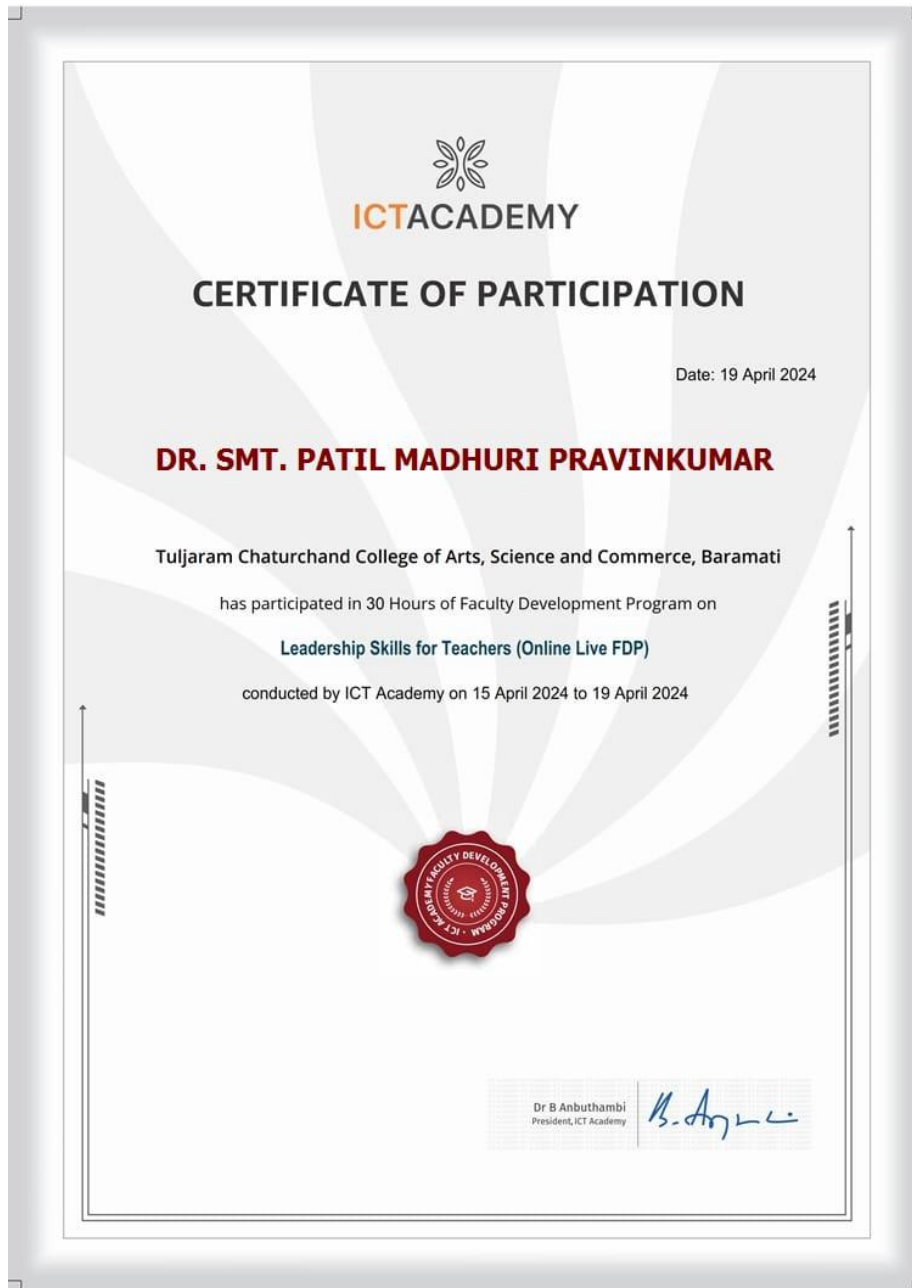 ICTACADEMY
CERTIFICATE OF PARTICIPATION
Date: 19 April 2024
DR. SMT. PATIL MADHURI PRAVINKUMAR
Tuljaram Chaturchand College of Arts, Science and Commerce, Baramati
has participated in 30 Hours of Faculty Development Program on
Leadership Skills for Teachers (Online Live FDP)
conducted by ICT Academy on 15 April 2024 to 19 April 2024
FACULTY DEVELOPMENT PROGRAM · ICT ACADEMY
Dr B Anbuthambi
President, ICT Academy